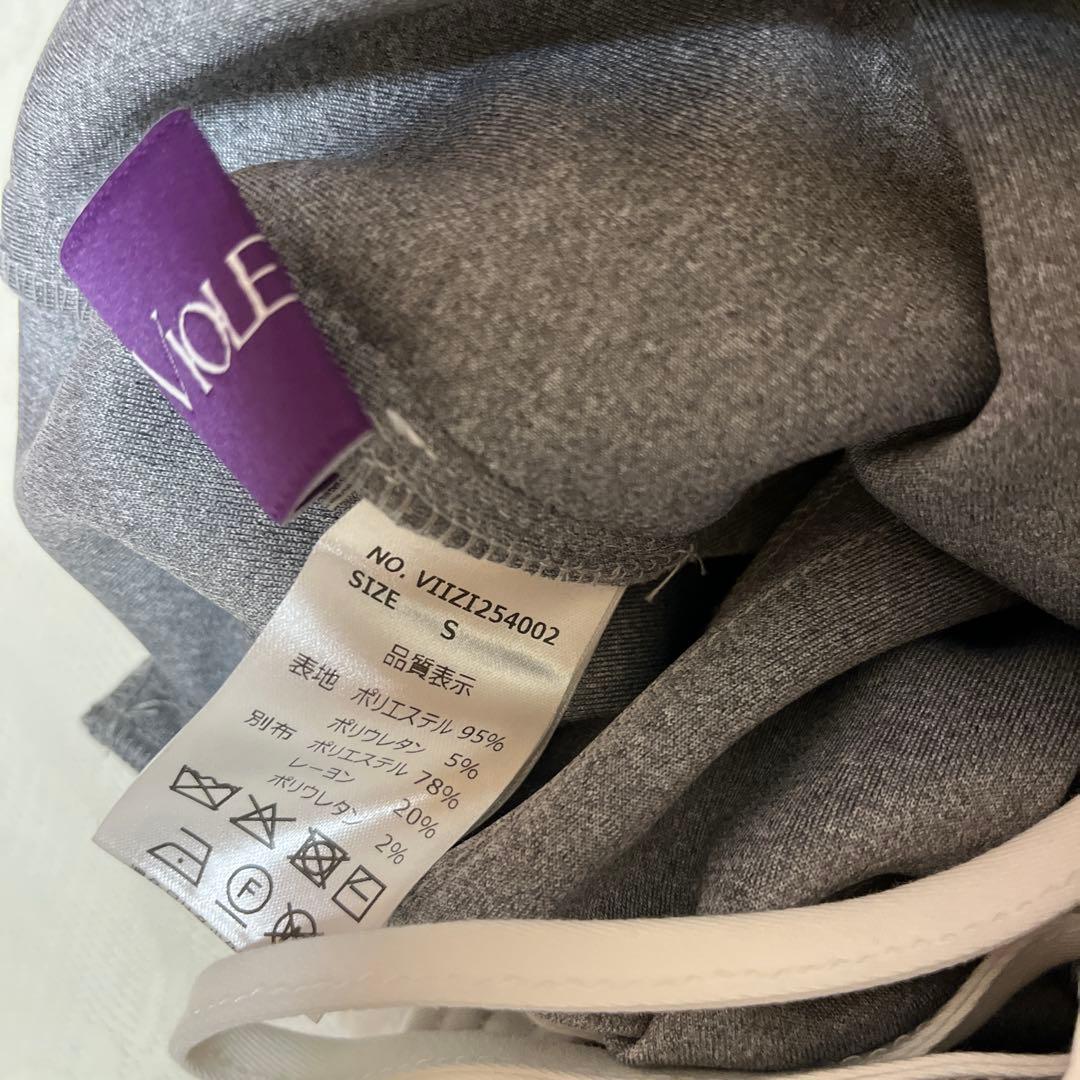 VIOLE
NO. VIIZI254002
SIZE
S
品質表示
表地 ポリエステル 95%
ポリウレタン 5%
別布 ポリエステル 78%
レーヨン 20%
ポリウレタン 2%
F